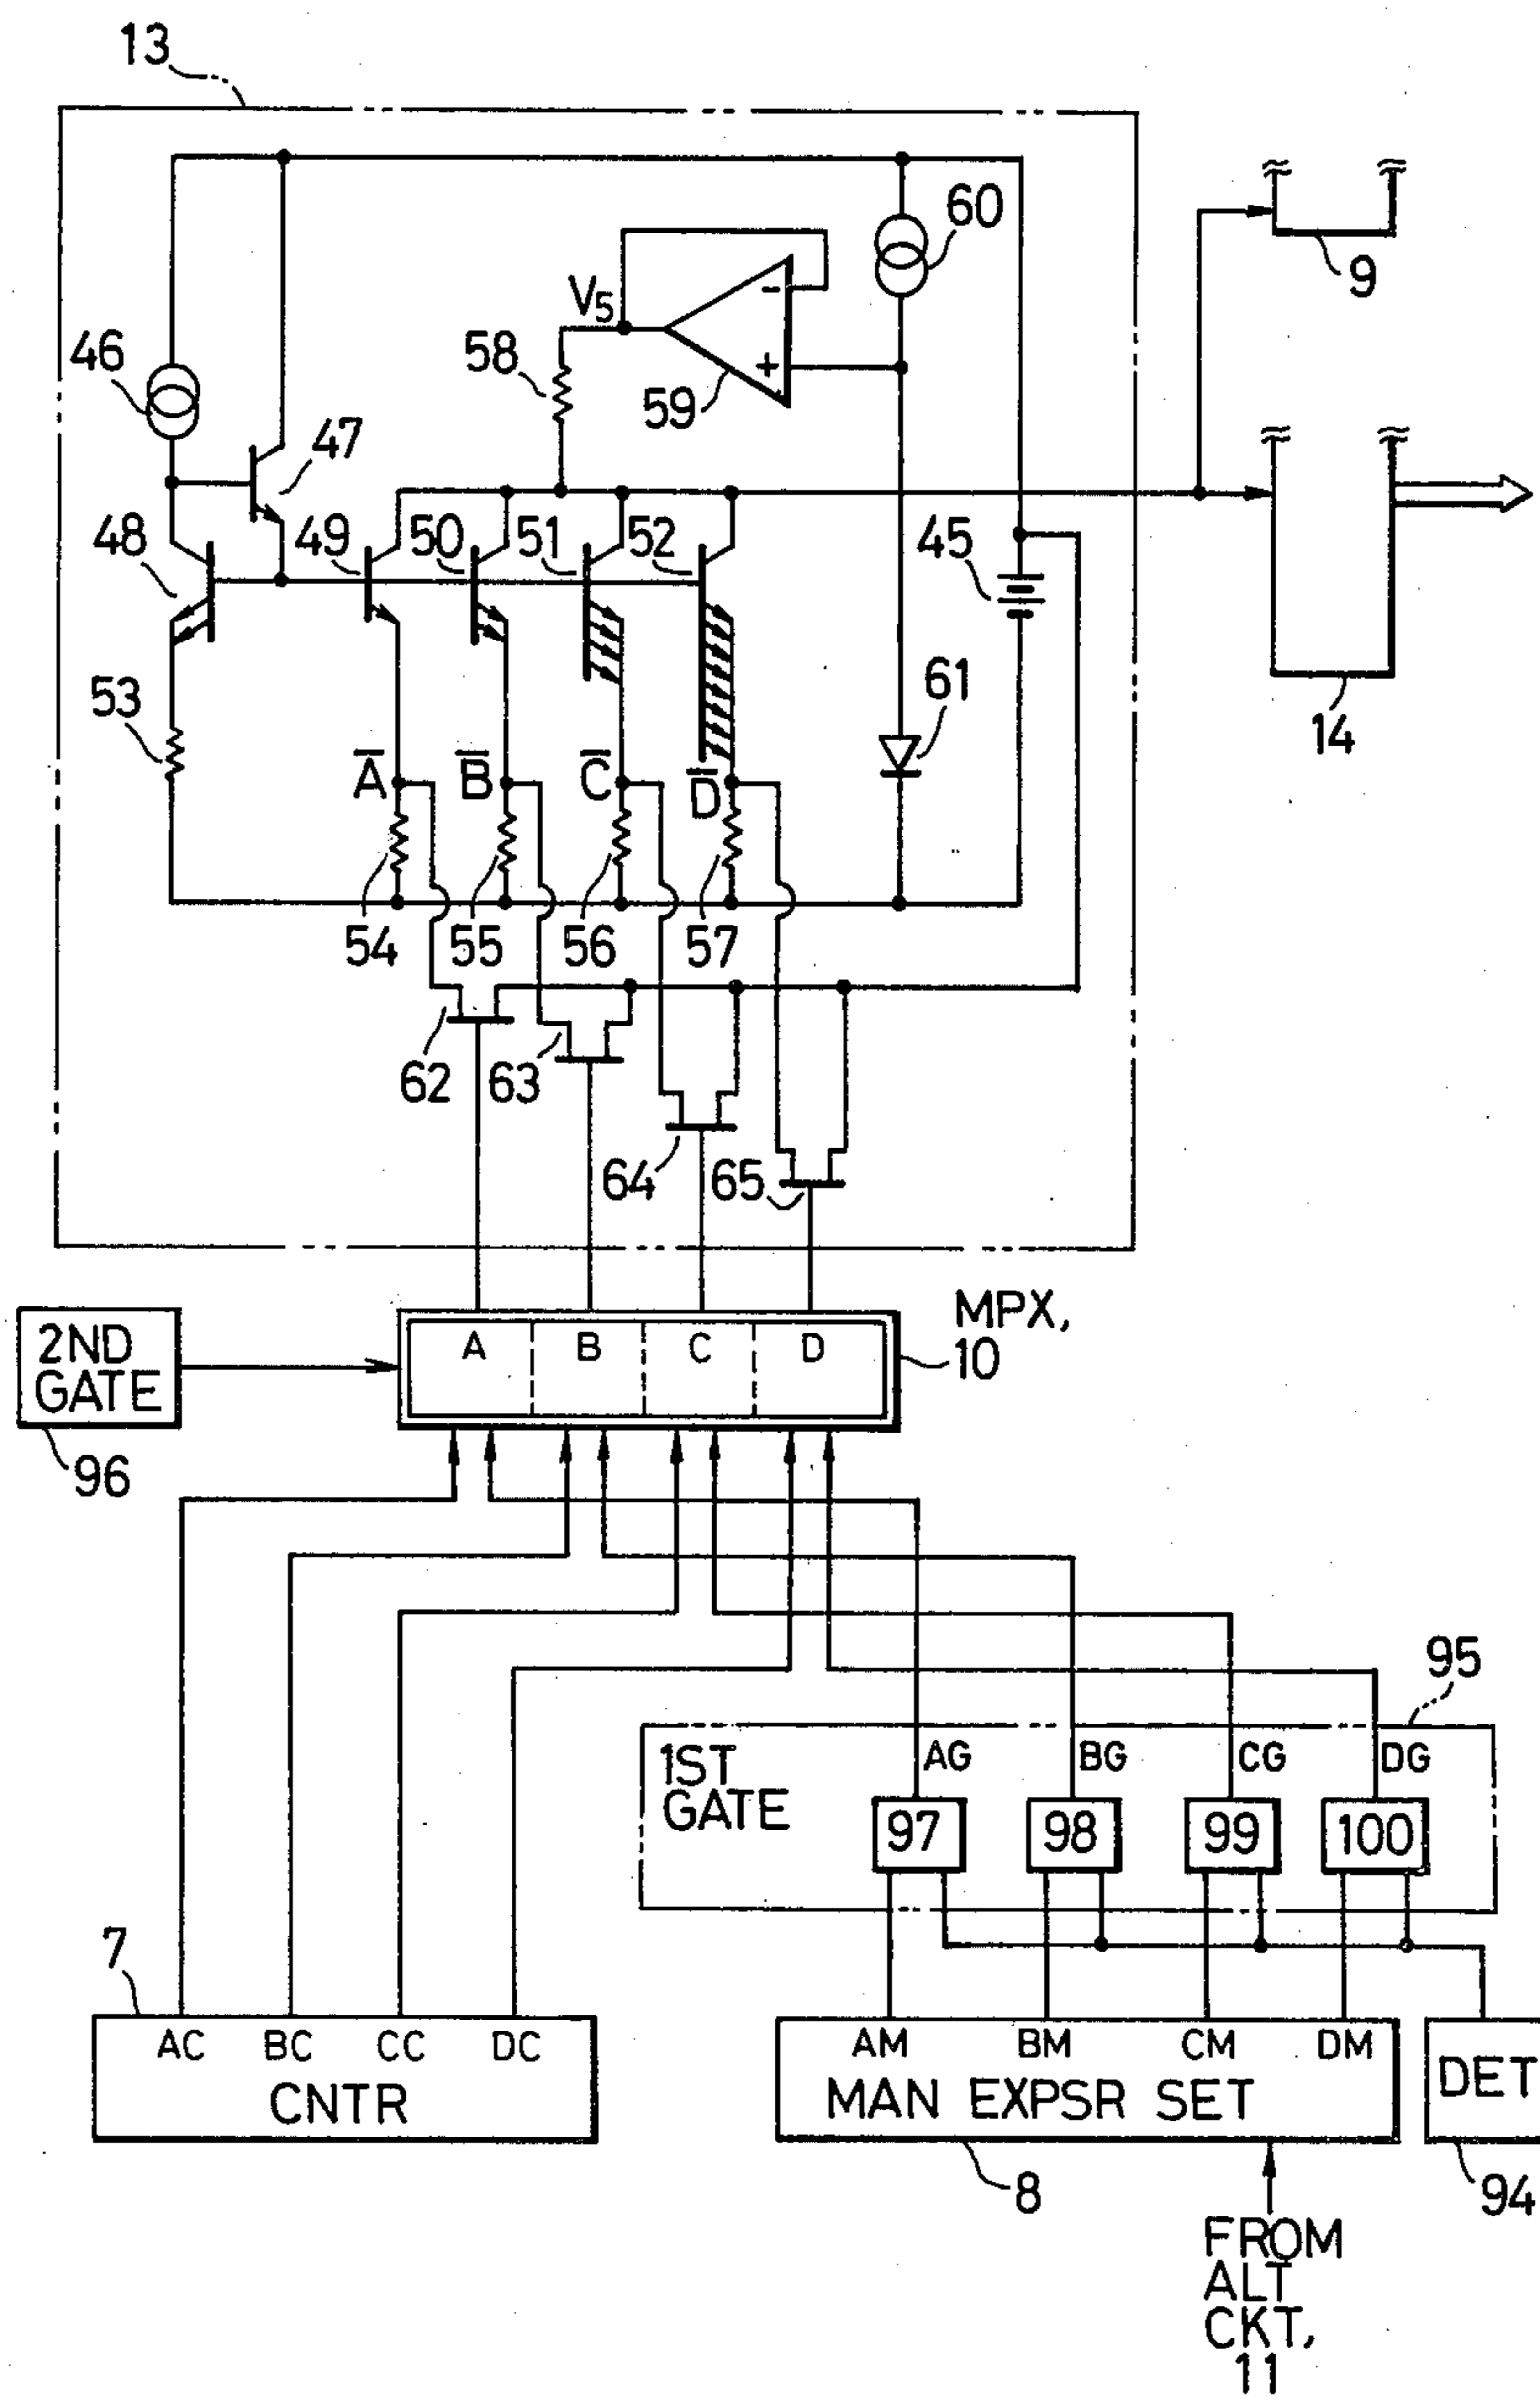 13
60
9
V5
-
+
46
58
59
47
48
49
50
51
52
45
53
61
14
A̅
B̅
C̅
D̅
54
55
56
57
62
63
64
65
MPX,
10
2ND
GATE
A
B
C
D
96
95
1ST
GATE
AG
BG
CG
DG
97
98
99
100
7
AC
BC
CC
DC
CNTR
AM
BM
CM
DM
MAN EXPSR SET
DET
8
94
FROM
ALT
CKT,
11